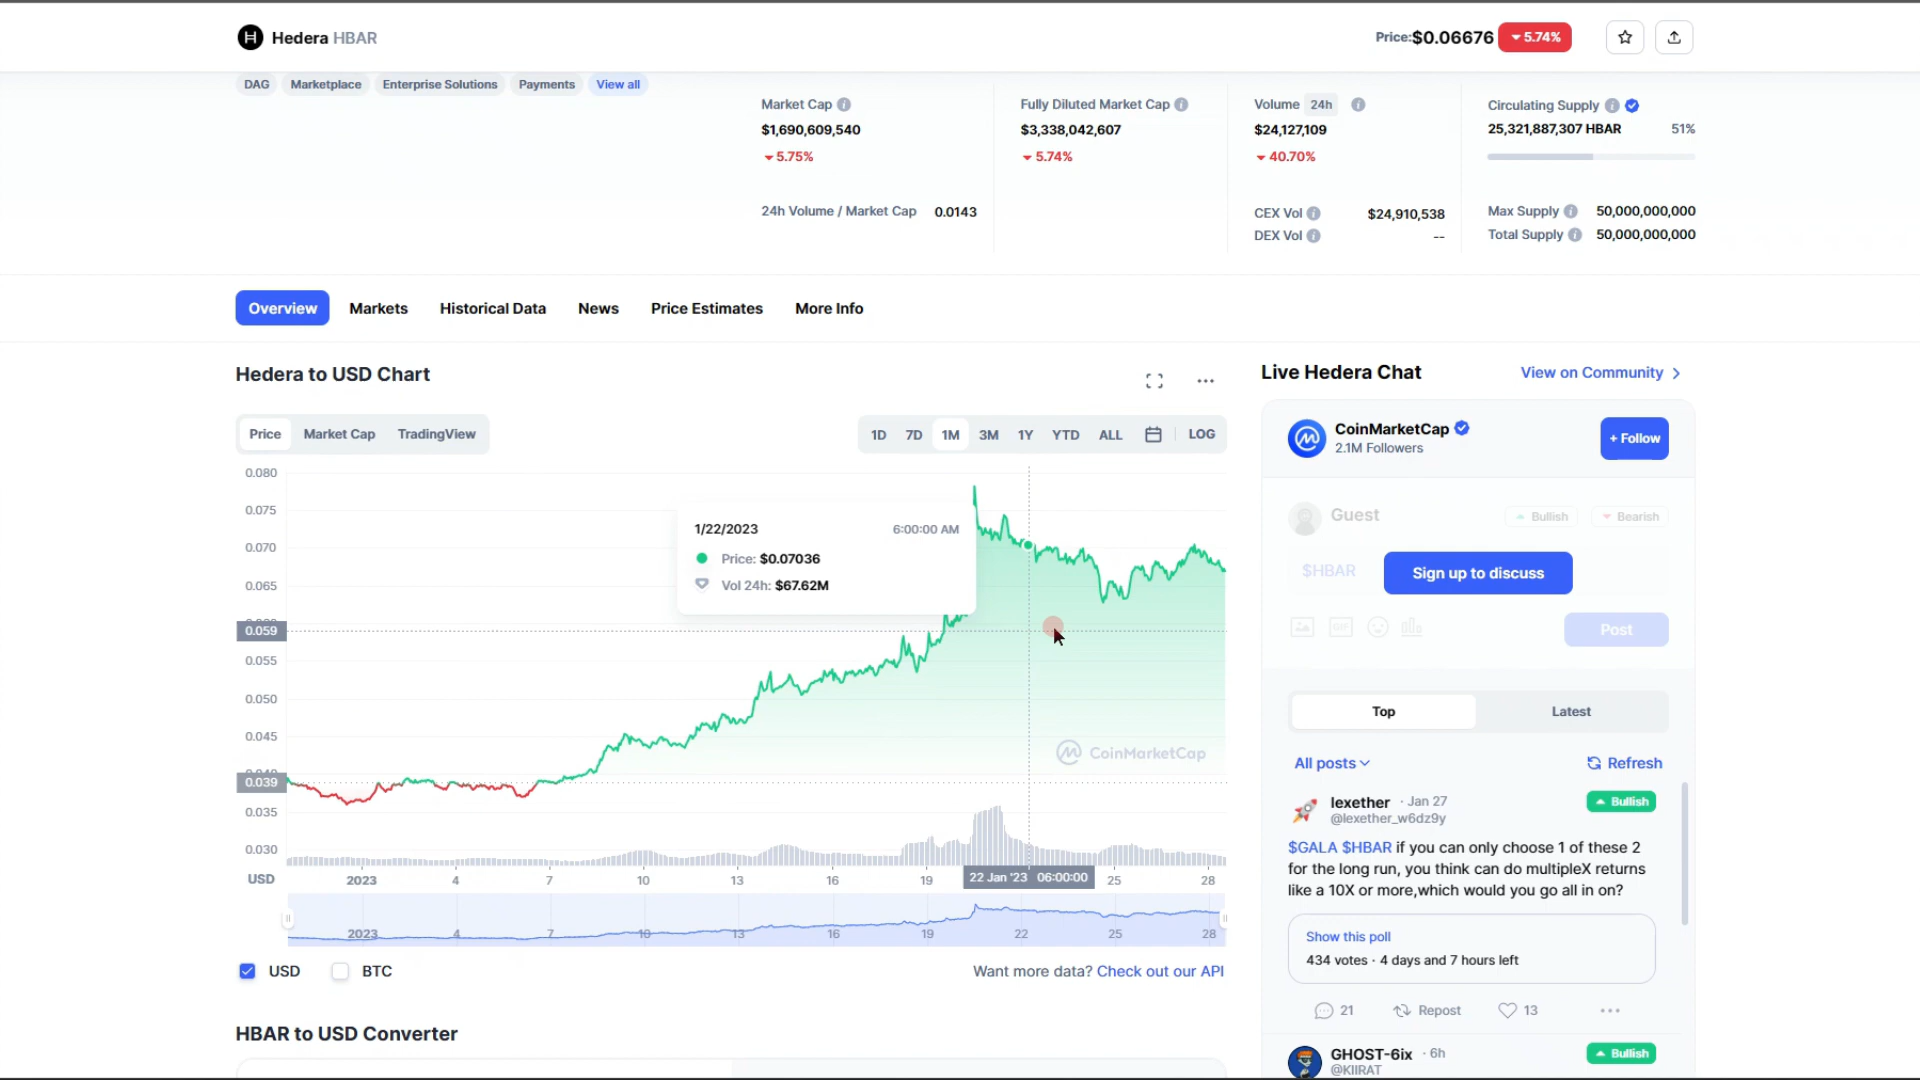 Hedera HBAR
Price:$0.06676 5.74%
DAG Marketplace Enterprise Solutions Payments View all
Market Cap
$1,690,609,540
5.75%
24h Volume / Market Cap 0.0143
Fully Diluted Market Cap
$3,338,042,607
5.74%
Volume 24h
$24,127,109
40.70%
CEX Vol $24,910,538
DEX Vol --
Circulating Supply
25,321,887,307 HBAR 51%
Max Supply 50,000,000,000
Total Supply 50,000,000,000
Overview Markets Historical Data News Price Estimates More Info
Hedera to USD Chart
Price Market Cap TradingView
1D 7D 1M 3M 1Y YTD ALL LOG
0.080
0.075
0.070
0.065
0.059
0.055
0.050
0.045
0.039
0.035
0.030
1/22/2023 6:00:00 AM
Price: $0.07036
Vol 24h: $67.62M
CoinMarketCap
USD 2023 4 7 10 13 16 19 22 Jan '23 06:00:00 25 28
2023 4 7 10 13 16 19 22 25 28
USD BTC
Want more data? Check out our API
HBAR to USD Converter
Live Hedera Chat View on Community
CoinMarketCap
2.1M Followers
+ Follow
Guest Bullish Bearish
$HBAR
Sign up to discuss
GIF
Post
Top Latest
All posts Refresh
lexether · Jan 27 Bullish
@lexether_w6dz9y
$GALA $HBAR if you can only choose 1 of these 2
for the long run, you think can do multipleX returns
like a 10X or more,which would you go all in on?
Show this poll
434 votes · 4 days and 7 hours left
21 Repost 13
GHOST-6ix · 6h Bullish
@KIIRAT